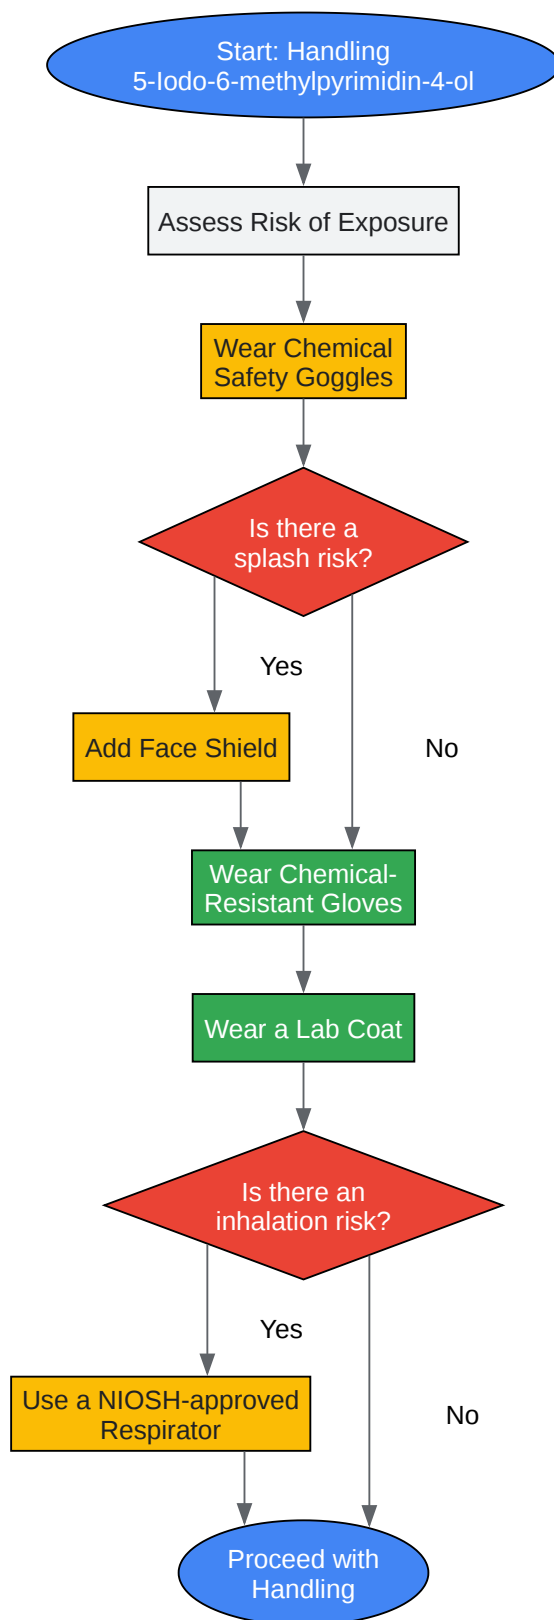 Start: Handling
5-Iodo-6-methylpyrimidin-4-ol
Assess Risk of Exposure
Wear Chemical
Safety Goggles
Is there a
splash risk?
Yes
Add Face Shield
No
Wear Chemical-
Resistant Gloves
Wear a Lab Coat
Is there an
inhalation risk?
Yes
Use a NIOSH-approved
Respirator
No
Proceed with
Handling